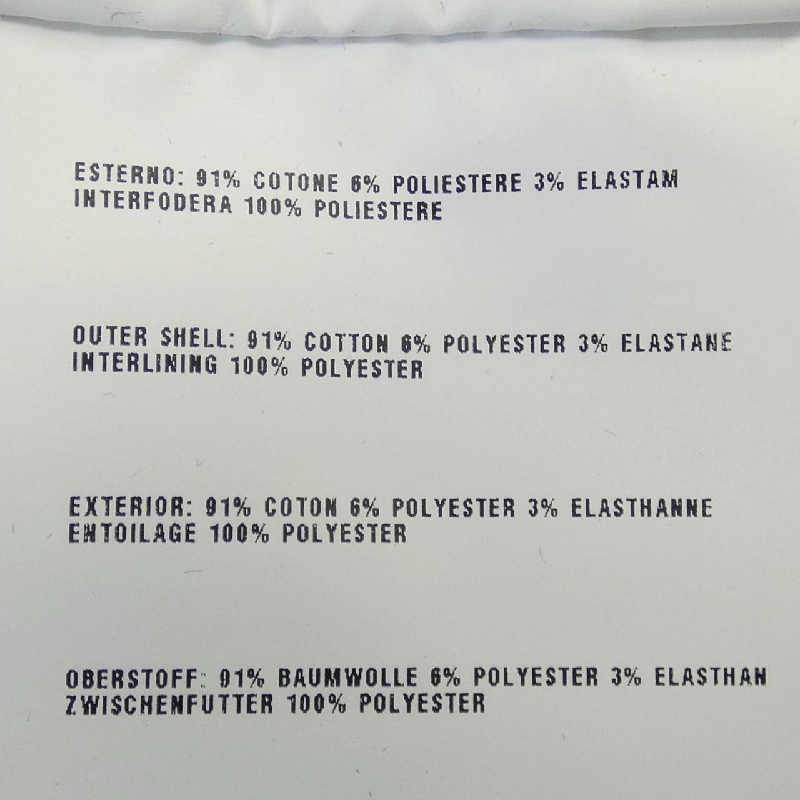 ESTERNO: 91% COTONE 6% POLIESTERE 3% ELASTAM
INTERFODERA 100% POLIESTERE
OUTER SHELL: 91% COTTON 6% POLYESTER 3% ELASTANE
INTERLINING 100% POLYESTER
EXTERIOR: 91% COTON 6% POLYESTER 3% ELASTHANNE
ENTOILAGE 100% POLYESTER
OBERSTOFF: 91% BAUMWOLLE 6% POLYESTER 3% ELASTHAN
ZWISCHENFUTTER 100% POLYESTER